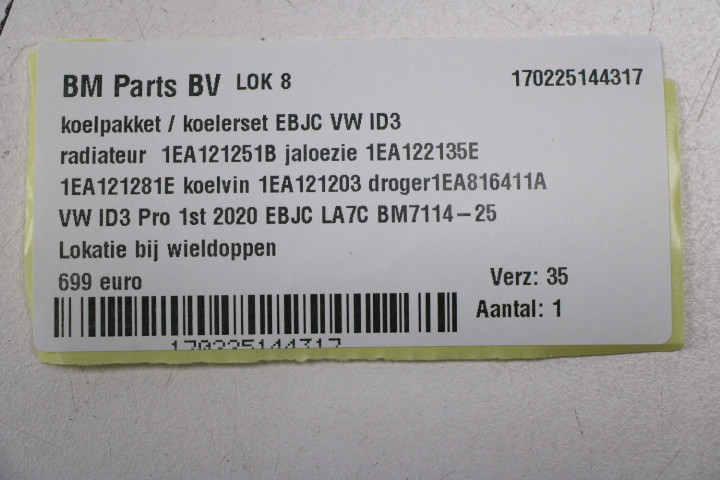 BM Parts BV LOK 8 170225144317
koelpakket / koelerset EBJC VW ID3
radiateur 1EA121251B jaloezie 1EA122135E
1EA121281E koelvin 1EA121203 droger1EA816411A
VW ID3 Pro 1st 2020 EBJC LA7C BM7114-25
Lokatie bij wieldoppen
699 euro Verz: 35
Aantal: 1
170225144317